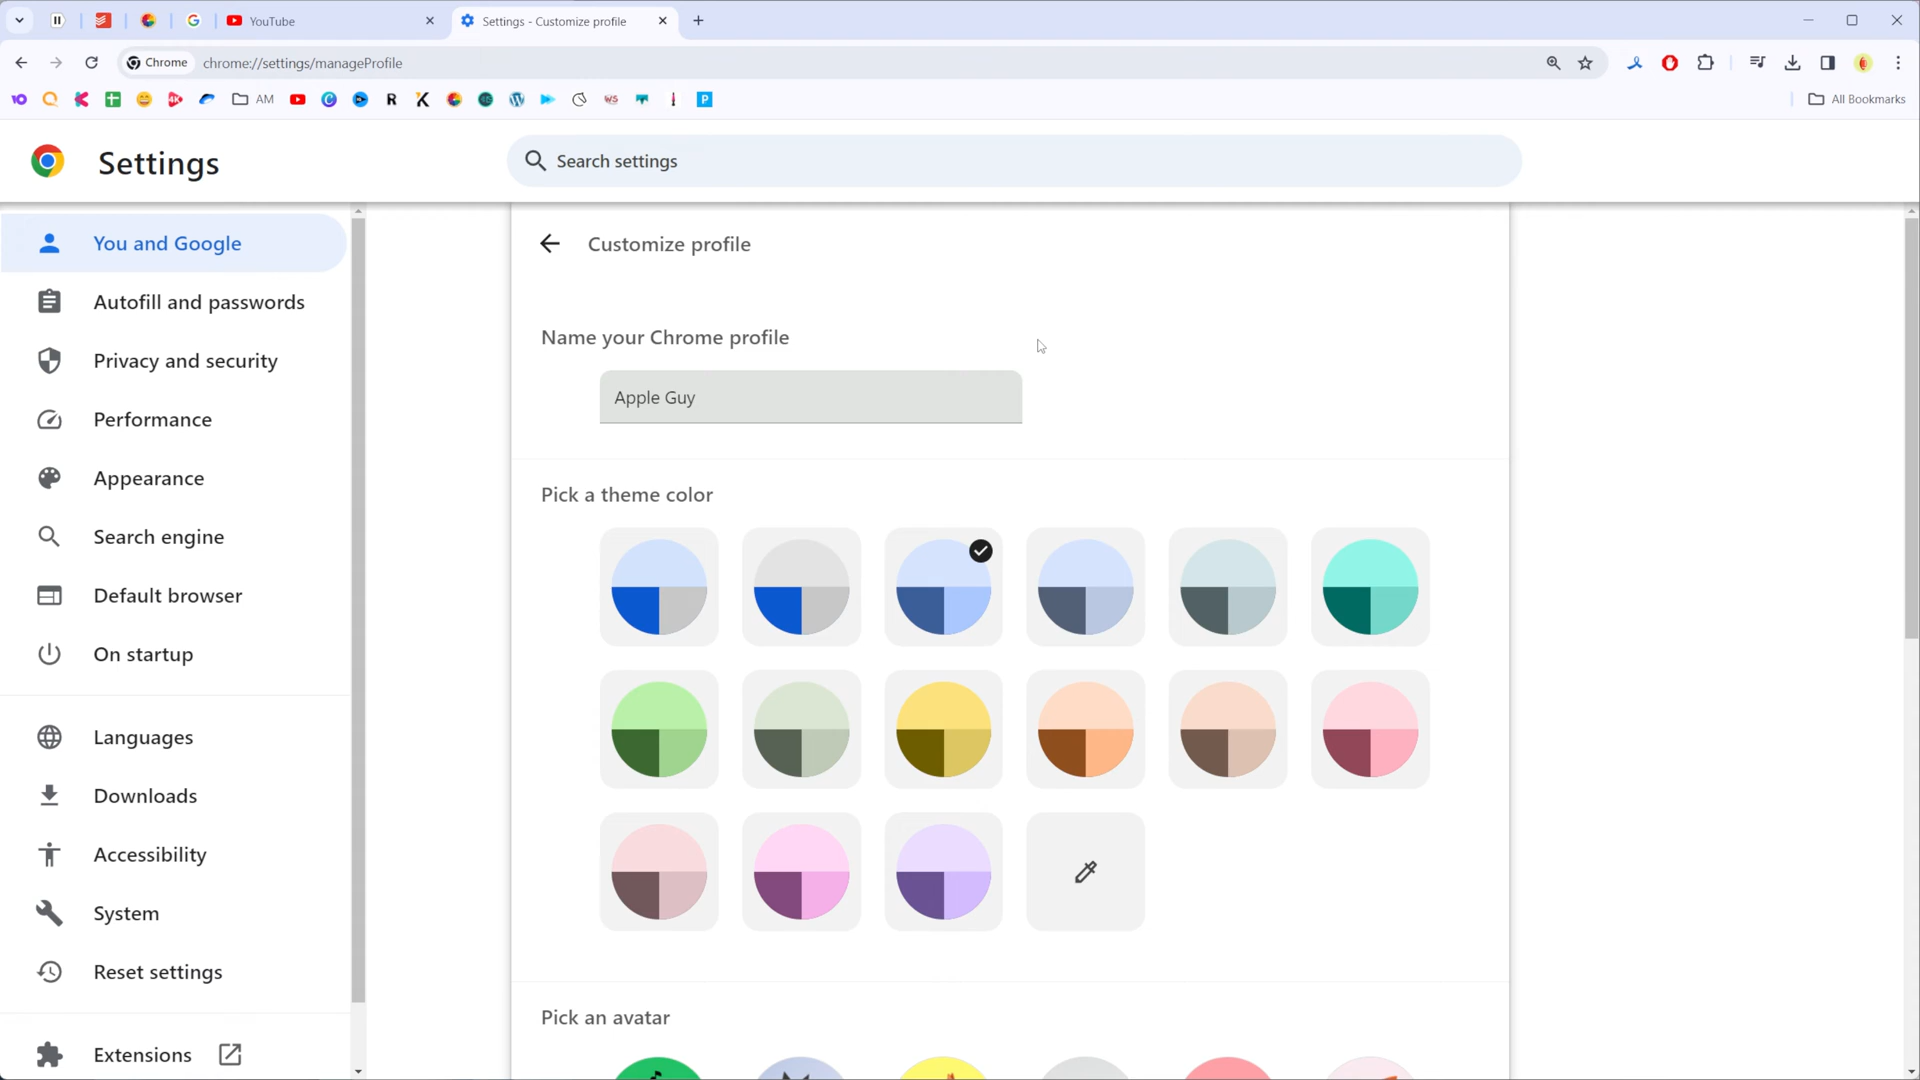 YouTube
Settings - Customize profile
Chrome
chrome://settings/manageProfile
AM
All Bookmarks
Settings
Search settings
You and Google
Autofill and passwords
Privacy and security
Performance
Appearance
Search engine
Default browser
On startup
Languages
Downloads
Accessibility
System
Reset settings
Extensions
Customize profile
Name your Chrome profile
Apple Guy
Pick a theme color
Pick an avatar